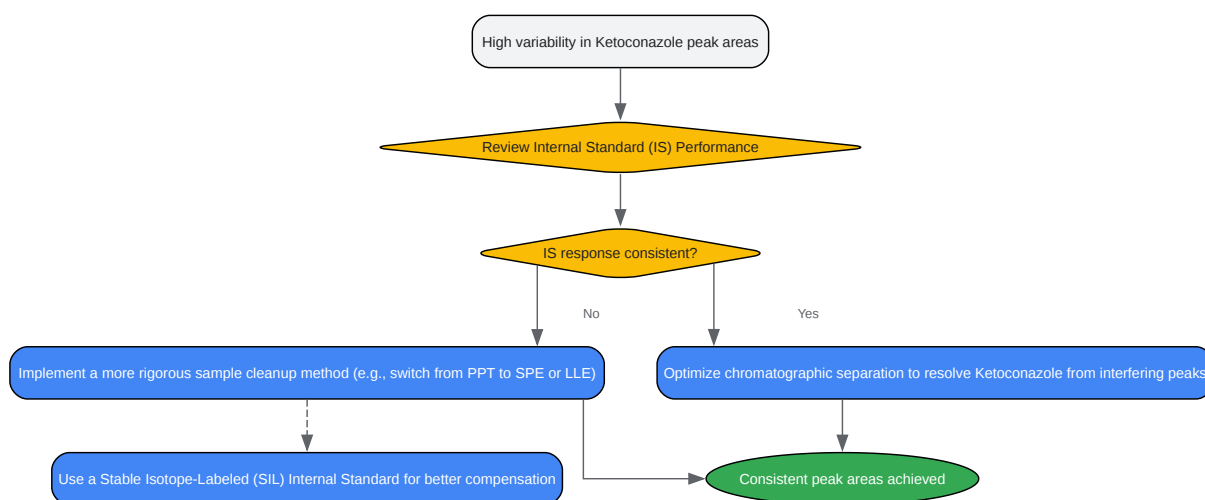 High variability in Ketoconazole peak areas
Review Internal Standard (IS) Performance
IS response consistent?
No
Yes
Implement a more rigorous sample cleanup method (e.g., switch from PPT to SPE or LLE)
Optimize chromatographic separation to resolve Ketoconazole from interfering peaks
Use a Stable Isotope-Labeled (SIL) Internal Standard for better compensation
Consistent peak areas achieved